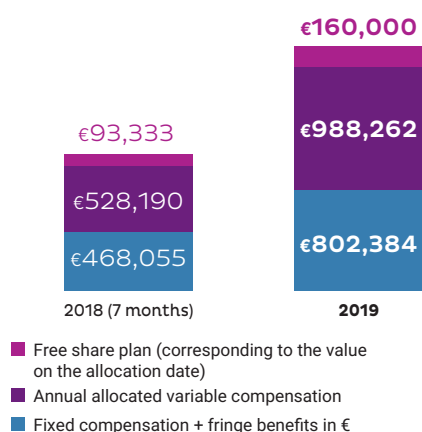 €160,000
€988,262
€93,333
€528,190
€802,384
€468,055
2018 (7 months)
2019
Free share plan (corresponding to the value
on the allocation date)
Annual allocated variable compensation
Fixed compensation + fringe benefits in €